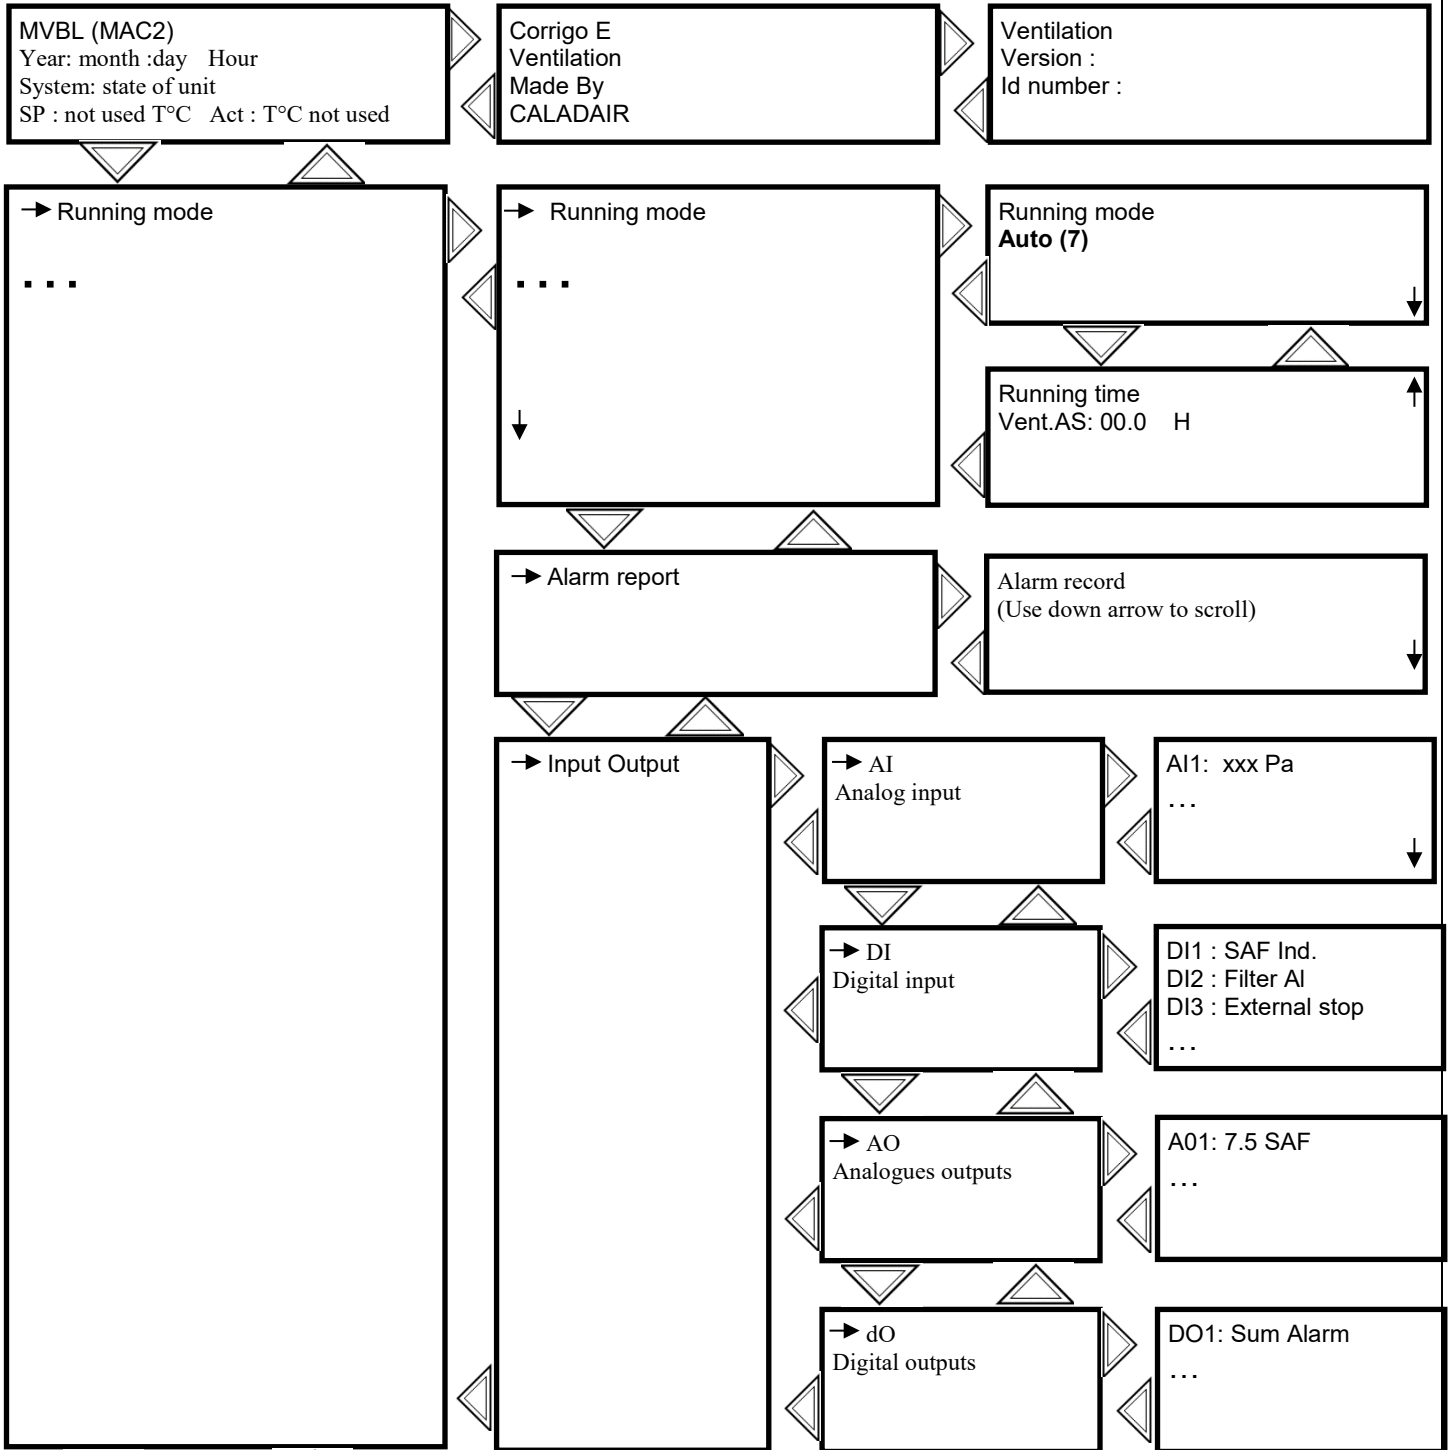 MVBL (MAC2)
Year: month :day Hour
System: state of unit
SP : not used T°C Act : T°C not used
Corrigo E
Ventilation
Made By
CALADAIR
Ventilation
Version :
Id number :
Running mode
...
Running mode
...
Running mode
Auto (7)
Running time
Vent.AS: 00.0 H
Alarm report
Alarm record
(Use down arrow to scroll)
Input Output
AI
Analog input
AI1: xxx Pa
...
DI
Digital input
DI1 : SAF Ind.
DI2 : Filter Al
DI3 : External stop
...
AO
Analogues outputs
A01: 7.5 SAF
...
dO
Digital outputs
DO1: Sum Alarm
...